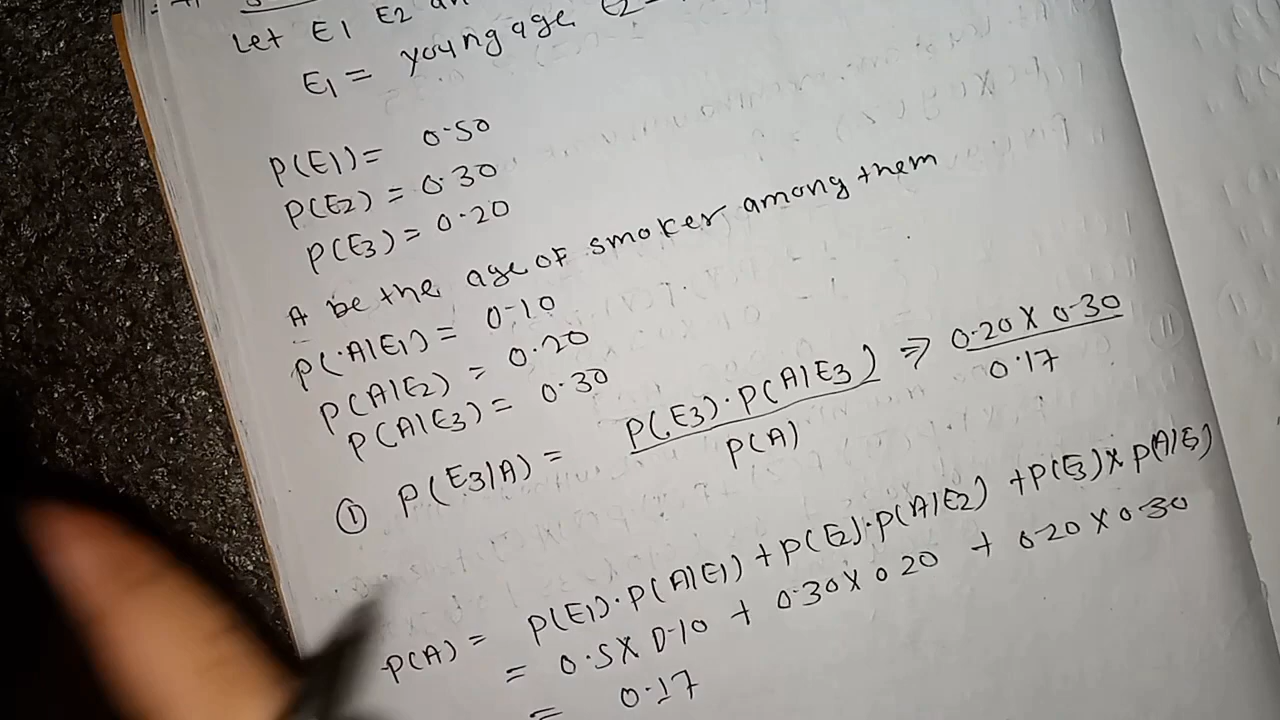 Let E1 E2
E1 = young age
P(E1) = 0.50
P(E2) = 0.30
P(E3) = 0.20
A be the age of smoker among them
P(A|E1) = 0.10
P(A|E2) = 0.20
P(A|E3) = 0.30
① P(E3|A) = P(E3).P(A|E3) / P(A) ⇒ 0.20 X 0.30 / 0.17
P(A) = P(E1).P(A|E1) + P(E2).P(A|E2) + P(E3) X P(A|E3)
= 0.5 X 0.10 + 0.30 X 0.20 + 0.20 X 0.30
= 0.17